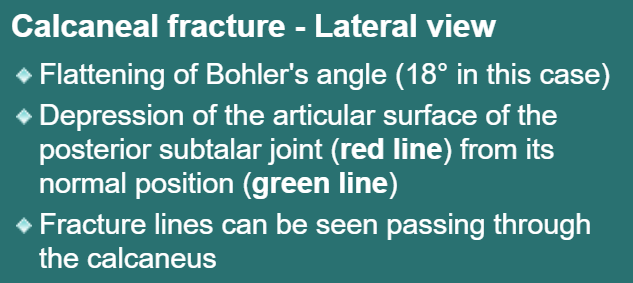 Calcaneal fracture - Lateral view
Flattening of Bohler's angle (18° in this case)
Depression of the articular surface of the
posterior subtalar joint (red line) from its
normal position (green line)
Fracture lines can be seen passing through
the calcaneus